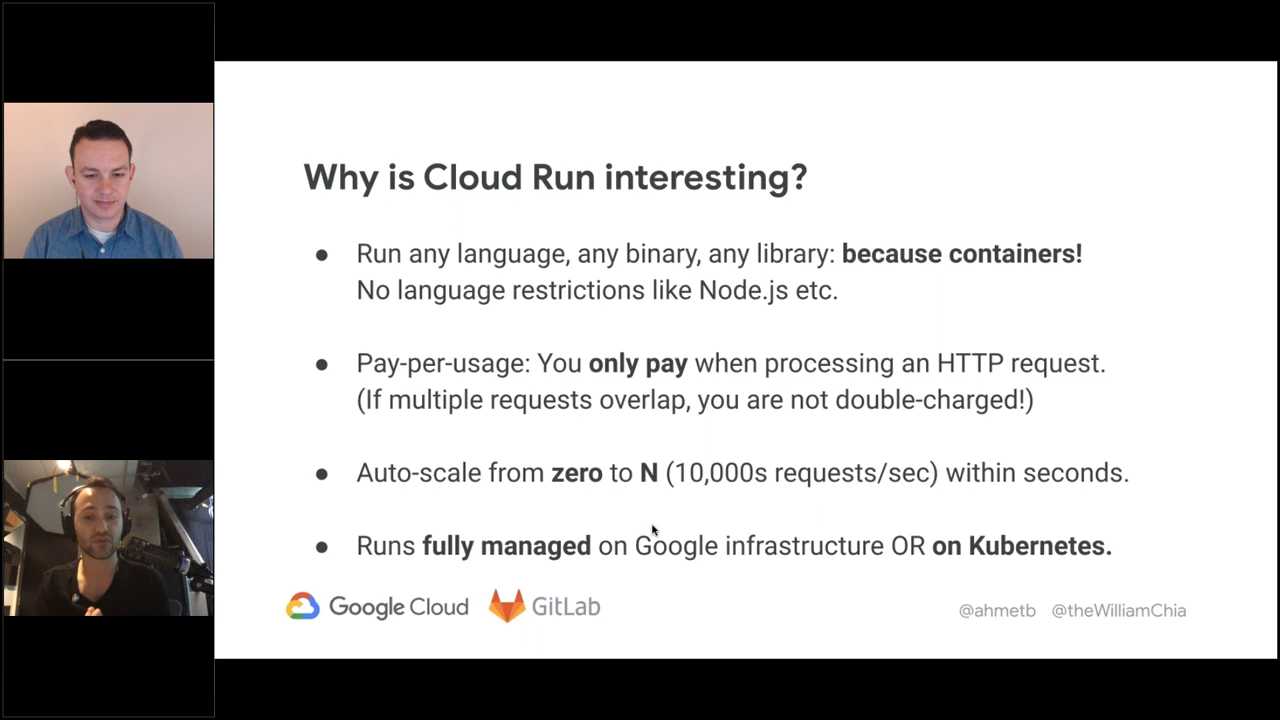 Why is Cloud Run interesting?
● Run any language, any binary, any library: because containers!
No language restrictions like Node.js etc.
● Pay-per-usage: You only pay when processing an HTTP request.
(If multiple requests overlap, you are not double-charged!)
● Auto-scale from zero to N (10,000s requests/sec) within seconds.
● Runs fully managed on Google infrastructure OR on Kubernetes.
Google Cloud GitLab @ahmetb @theWilliamChia